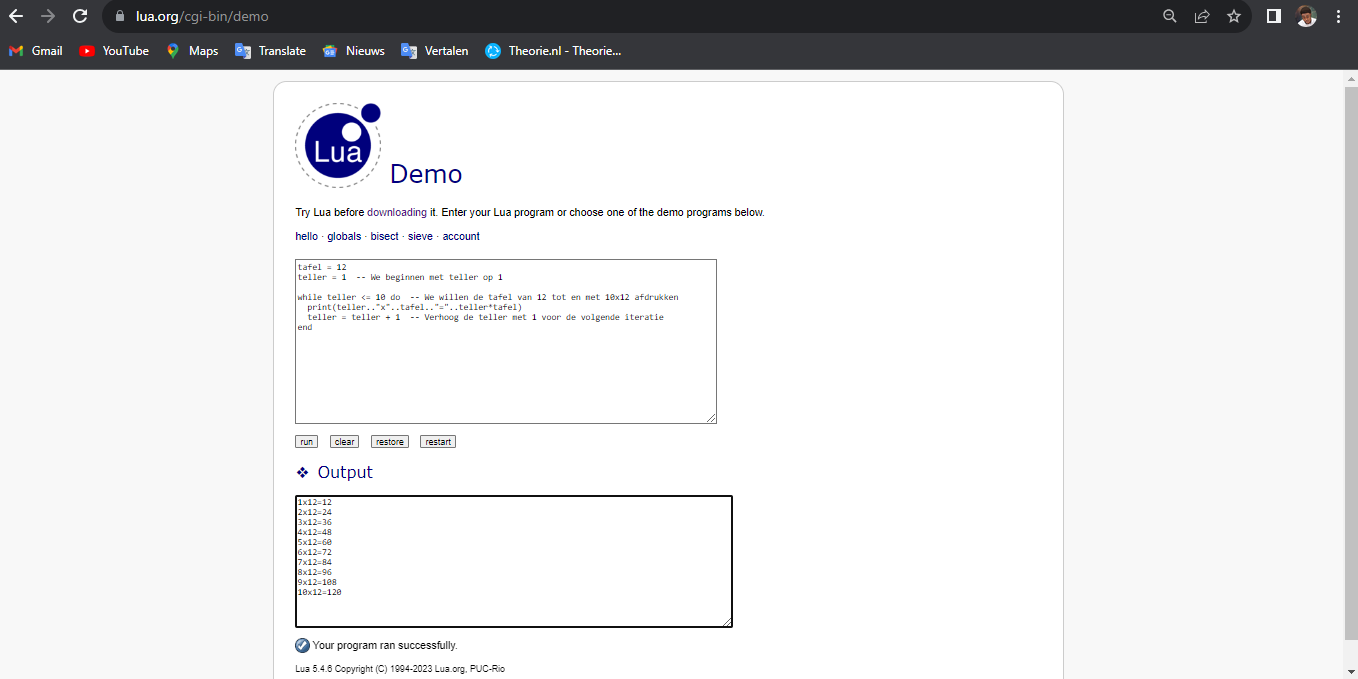 lua.org/cgi-bin/demo
Gmail YouTube Maps Translate Nieuws Vertalen Theorie.nl - Theorie...
Lua
Demo
Try Lua before downloading it. Enter your Lua program or choose one of the demo programs below.
hello · globals · bisect · sieve · account
tafel = 12
teller = 1  -- We beginnen met teller op 1
while teller <= 10 do  -- We willen de tafel van 12 tot en met 10x12 afdrukken
  print(teller.."x"..tafel.."="..teller*tafel)
  teller = teller + 1  -- Verhoog de teller met 1 voor de volgende iteratie
end
run clear restore restart
❖ Output
1x12=12
2x12=24
3x12=36
4x12=48
5x12=60
6x12=72
7x12=84
8x12=96
9x12=108
10x12=120
Your program ran successfully.
Lua 5.4.6 Copyright (C) 1994-2023 Lua.org, PUC-Rio